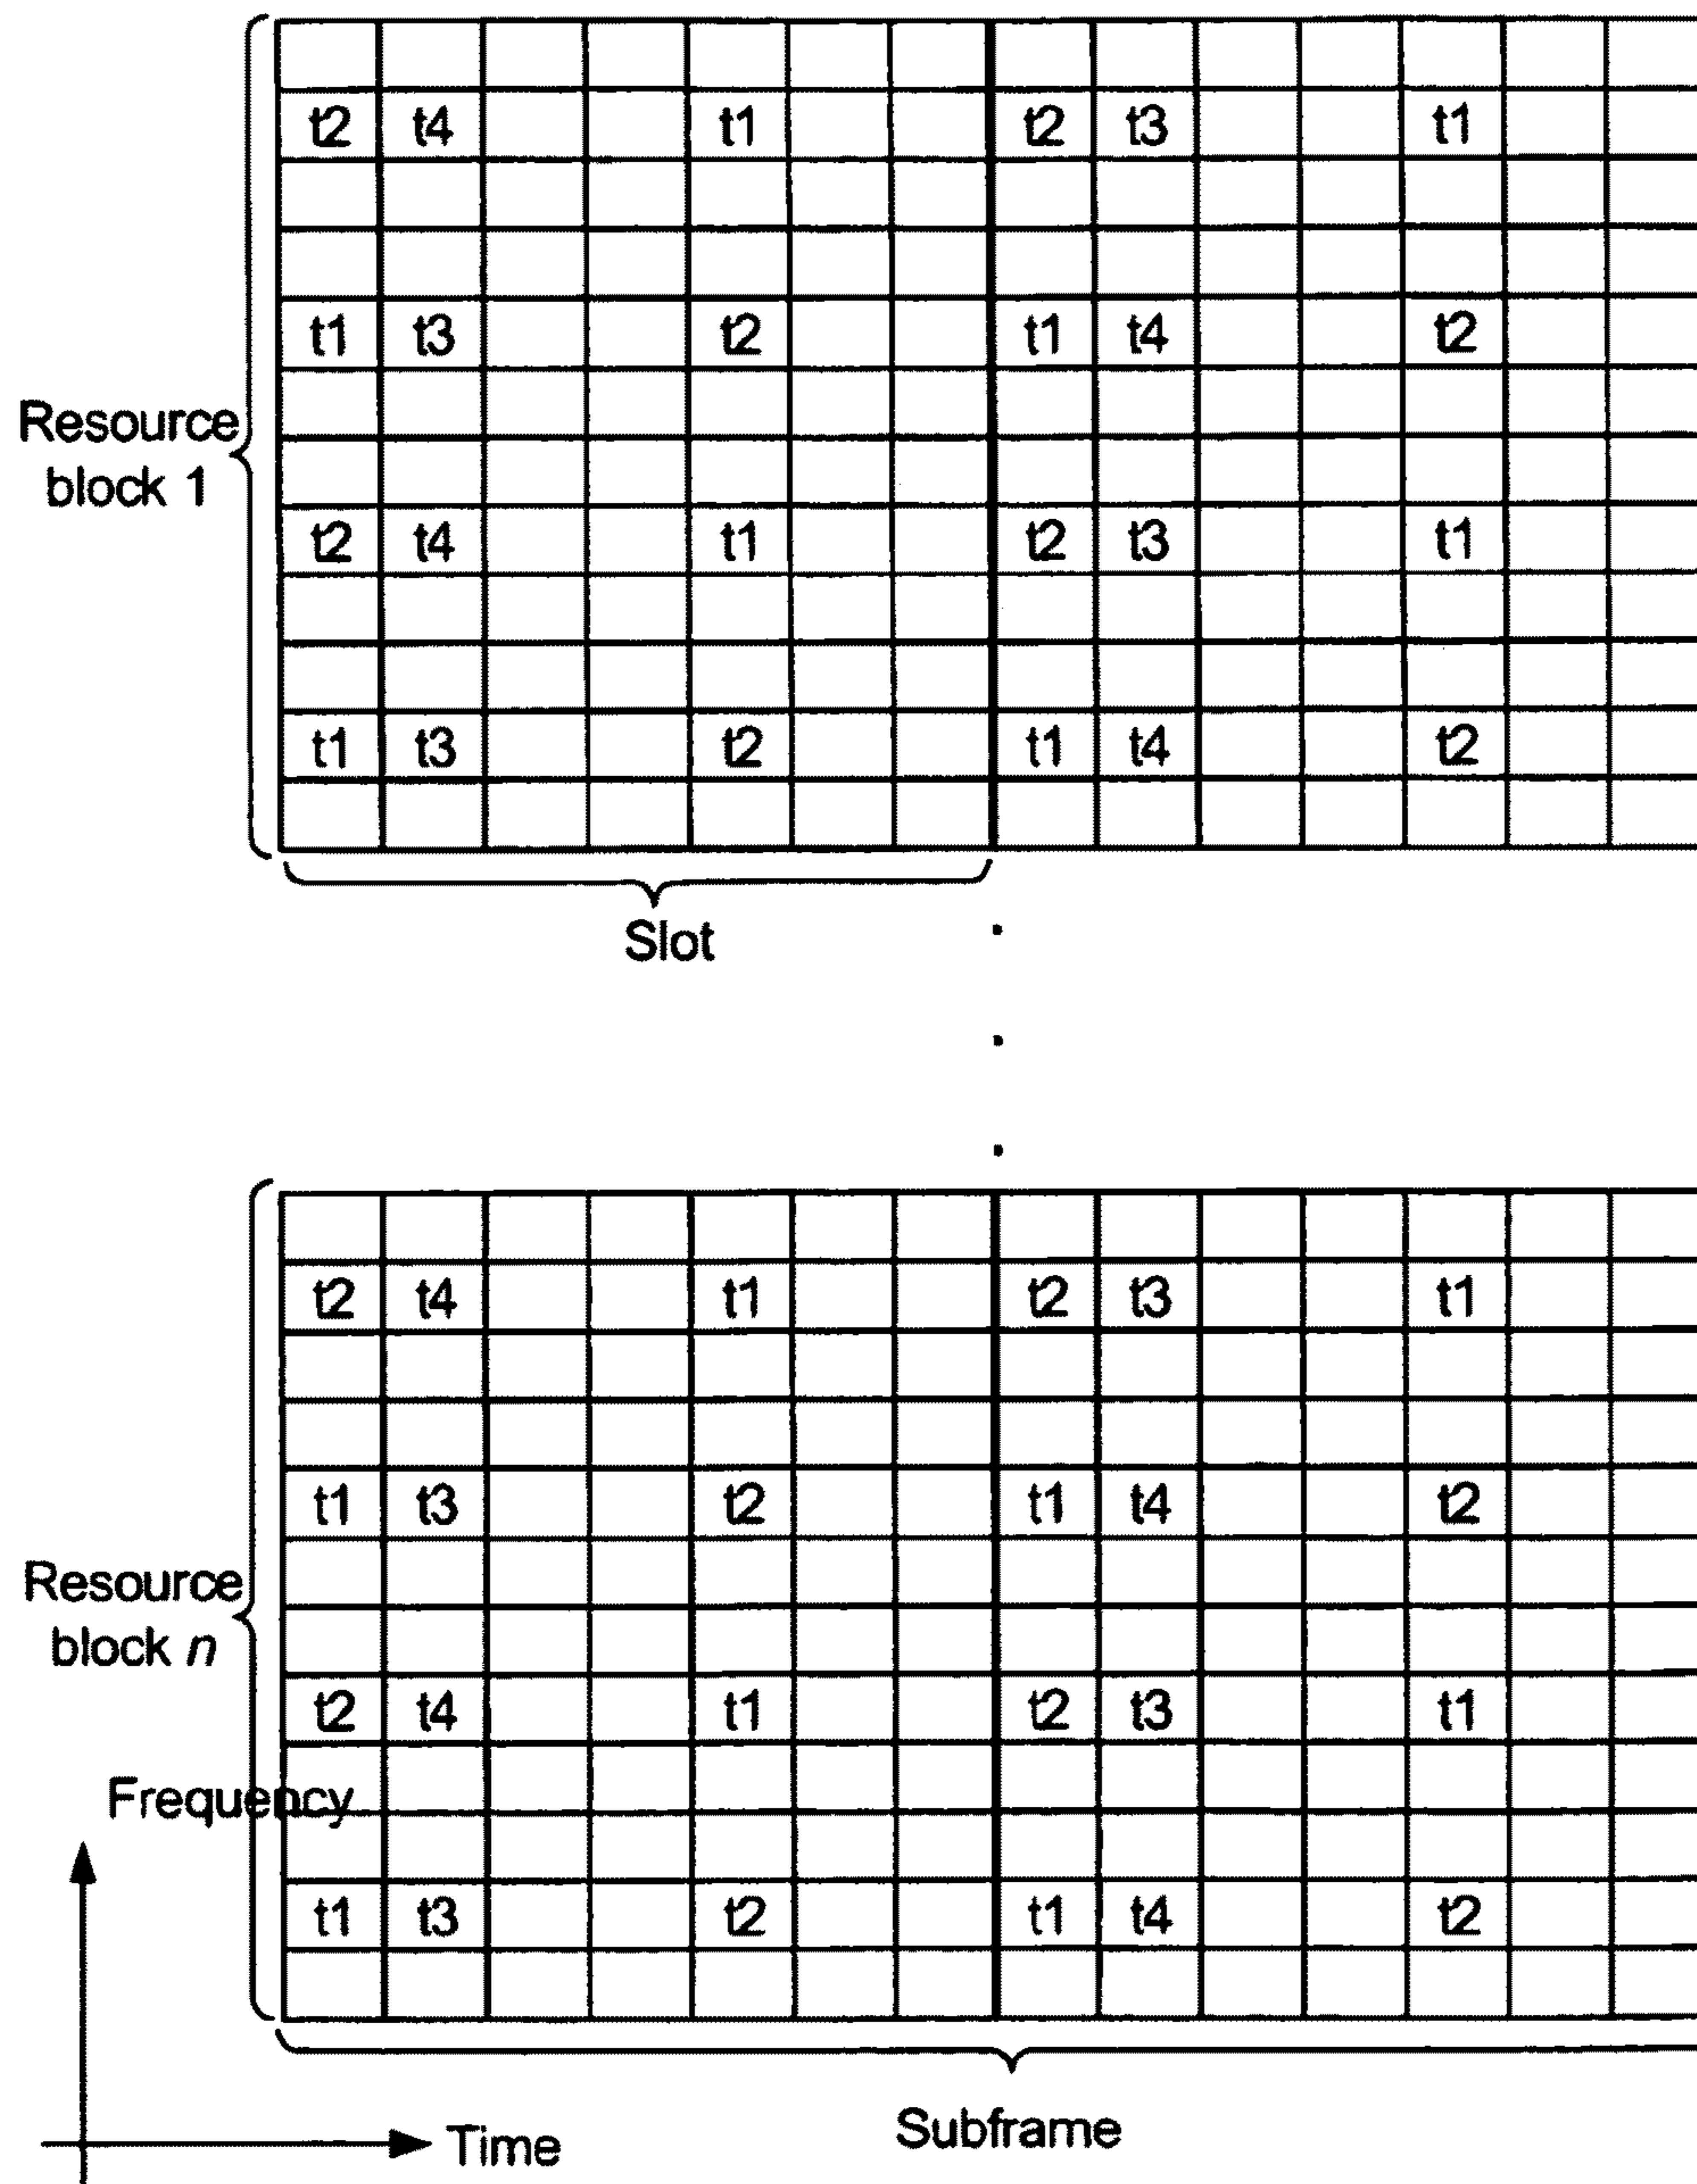 t2 t4 t1 t2 t3 t1
t1 t3 t2 t1 t4 t2
Resource
block 1
t2 t4 t1 t2 t3 t1
t1 t3 t2 t1 t4 t2
Slot
t2 t4 t1 t2 t3 t1
t1 t3 t2 t1 t4 t2
Resource
block n
t2 t4 t1 t2 t3 t1
Frequency
t1 t3 t2 t1 t4 t2
Subframe
Time